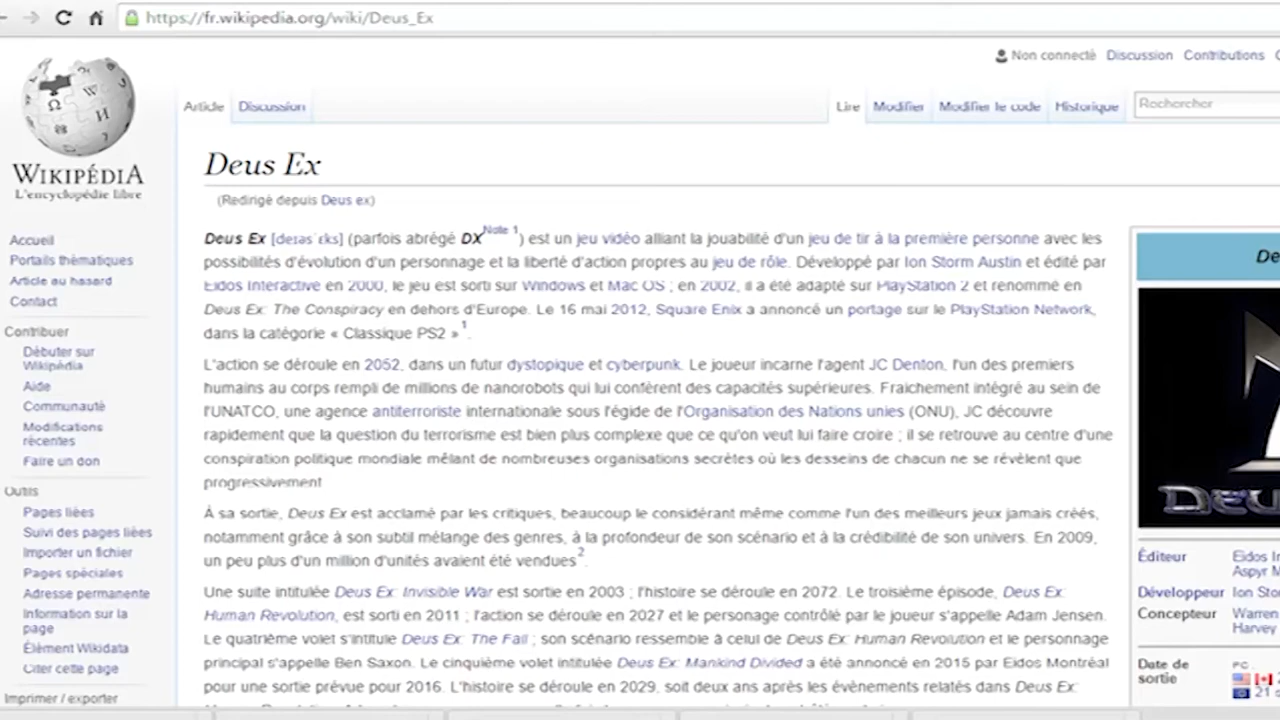 https://fr.wikipedia.org/wiki/Deus_Ex
Non connecté Discussion Contributions
Article Discussion Lire Modifier Modifier le code Historique Rechercher
WIKIPÉDIA
L'encyclopédie libre
Accueil
Portails thématiques
Article au hasard
Contact
Contribuer
Débuter sur
Wikipédia
Aide
Communauté
Modifications
récentes
Faire un don
Outils
Pages liées
Suivi des pages liées
Importer un fichier
Pages spéciales
Adresse permanente
Information sur la
page
Élément Wikidata
Citer cette page
Imprimer / exporter
Deus Ex
(Redirigé depuis Deus ex)
Deus Ex [deɪəs ˈɛks] (parfois abrégé DX Note 1) est un jeu vidéo alliant la jouabilité d'un jeu de tir à la première personne avec les
possibilités d'évolution d'un personnage et la liberté d'action propres au jeu de rôle. Développé par Ion Storm Austin et édité par
Eidos Interactive en 2000, le jeu est sorti sur Windows et Mac OS ; en 2002, il a été adapté sur PlayStation 2 et renommé en
Deus Ex: The Conspiracy en dehors d'Europe. Le 16 mai 2012, Square Enix a annoncé un portage sur le PlayStation Network,
dans la catégorie « Classique PS2 » 1.
L'action se déroule en 2052, dans un futur dystopique et cyberpunk. Le joueur incarne l'agent JC Denton, l'un des premiers
humains au corps rempli de millions de nanorobots qui lui confèrent des capacités supérieures. Fraichement intégré au sein de
l'UNATCO, une agence antiterroriste internationale sous l'égide de l'Organisation des Nations unies (ONU), JC découvre
rapidement que la question du terrorisme est bien plus complexe que ce qu'on veut lui faire croire ; il se retrouve au centre d'une
conspiration politique mondiale mêlant de nombreuses organisations secrètes où les desseins de chacun ne se révèlent que
progressivement
À sa sortie, Deus Ex est acclamé par les critiques, beaucoup le considérant même comme l'un des meilleurs jeux jamais créés,
notamment grâce à son subtil mélange des genres, à la profondeur de son scénario et à la crédibilité de son univers. En 2009,
un peu plus d'un million d'unités avaient été vendues 2.
Une suite intitulée Deus Ex: Invisible War est sortie en 2003 ; l'histoire se déroule en 2072. Le troisième épisode, Deus Ex:
Human Revolution, est sorti en 2011 ; l'action se déroule en 2027 et le personage contrôlé par le joueur s'appelle Adam Jensen.
Le quatrième volet s'intitule Deus Ex: The Fall ; son scénario ressemble à celui de Deus Ex: Human Revolution et le personnage
principal s'appelle Ben Saxon. Le cinquième volet intitulée Deus Ex: Mankind Divided a été annoncé en 2015 par Eidos Montréal
pour une sortie prévue pour 2016. L'histoire se déroule en 2029, soit deux ans après les évènements relatés dans Deus Ex:
De
DEU
Éditeur Eidos In
Aspyr M
Développeur Ion Sto
Concepteur Warren
Harvey
Date de
sortie
PC :
21